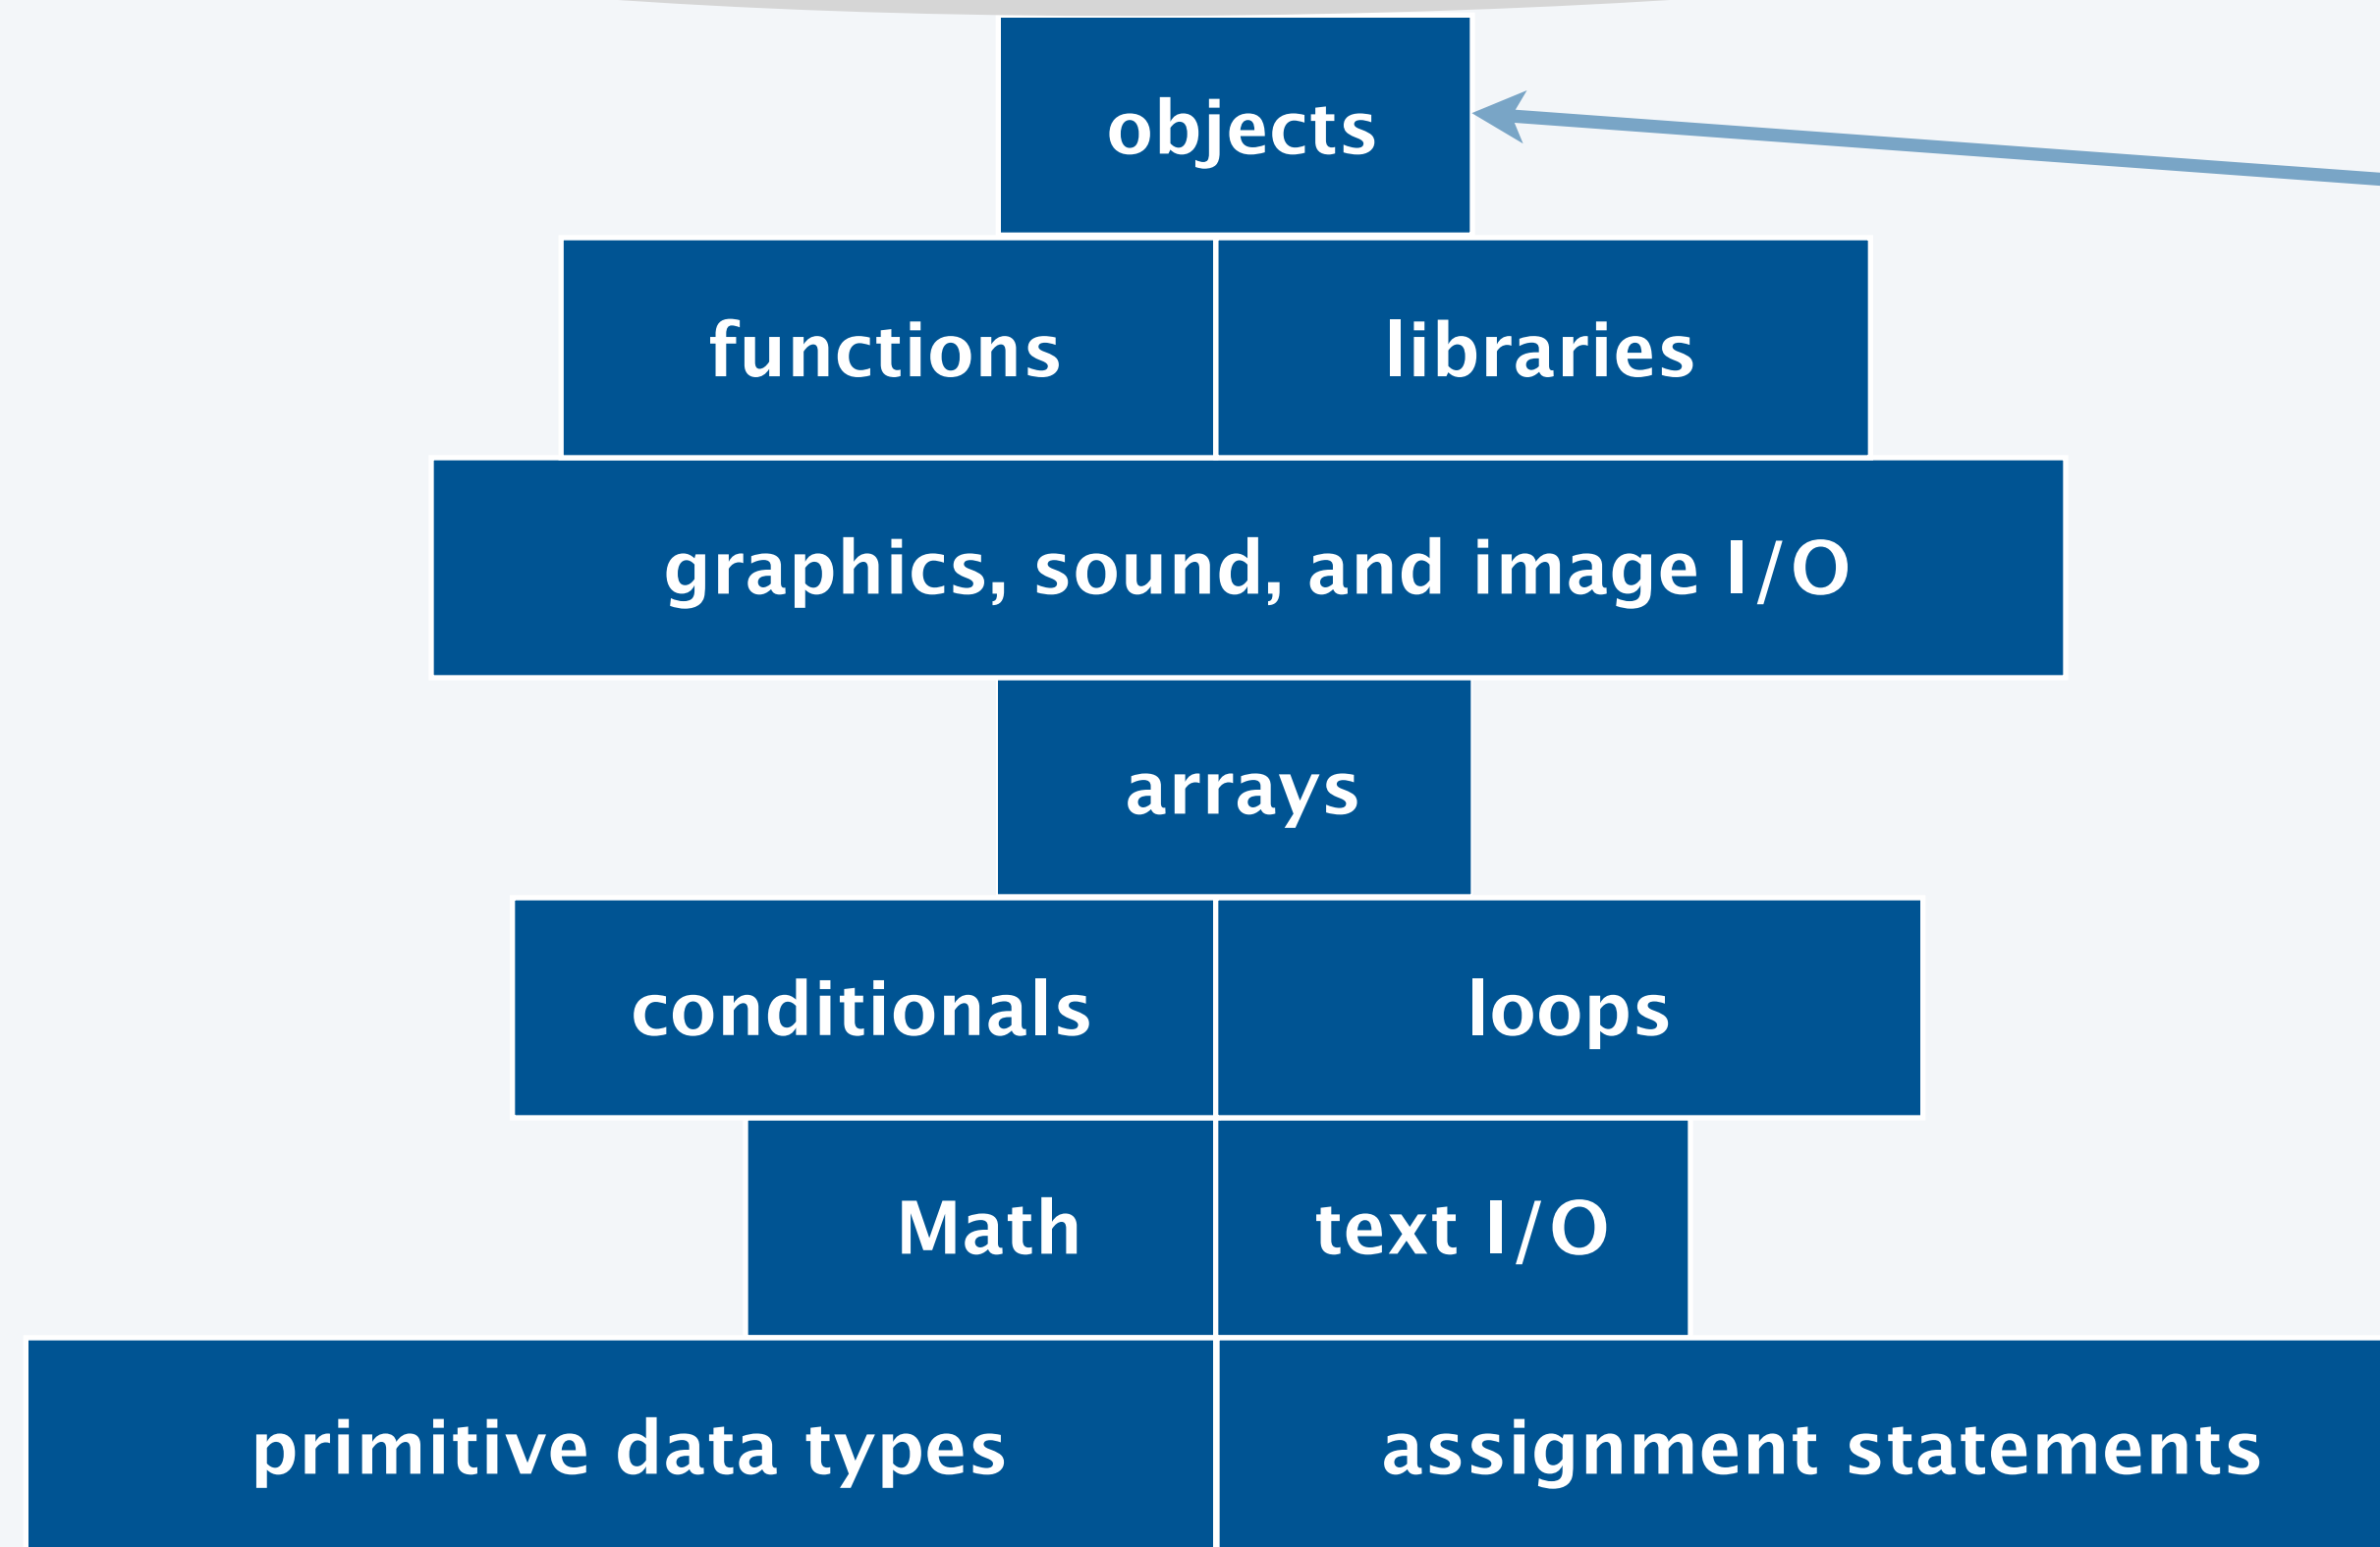 objects
functions libraries
graphics, sound, and image I/O
arrays
conditionals loops
Math text I/O
primitive data types assignment statements